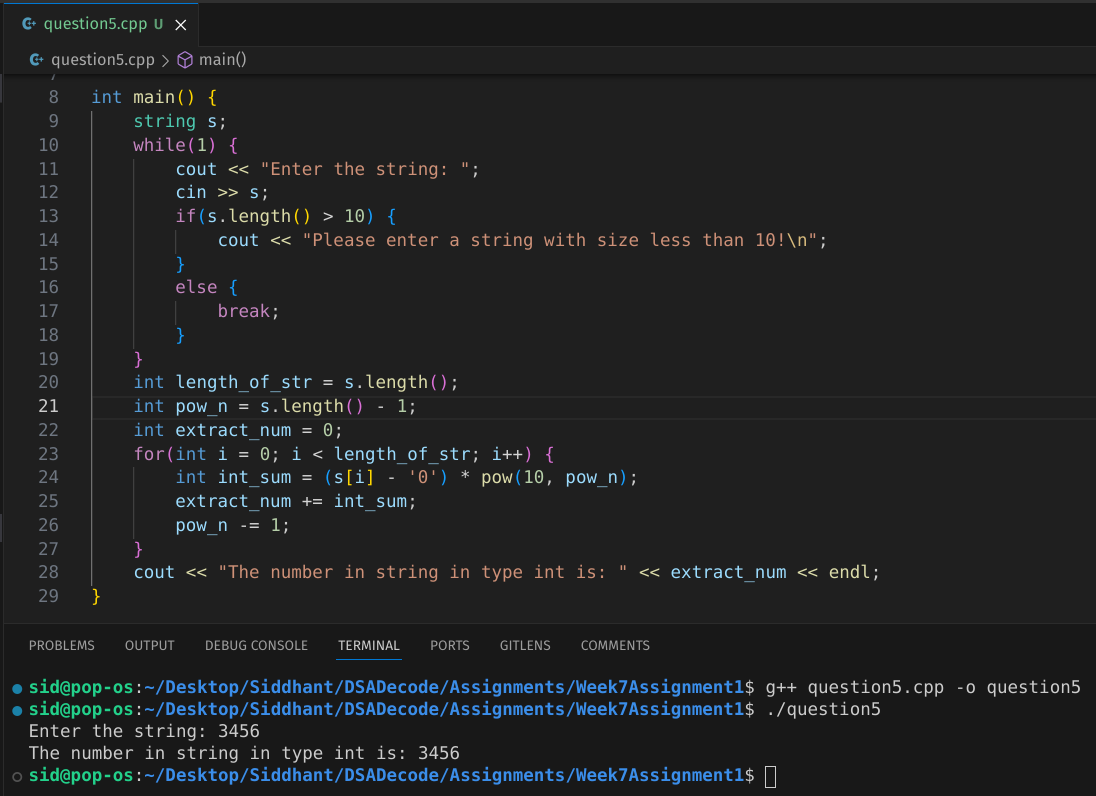 question5.cpp U
question5.cpp > main()
7
8 int main() {
9     string s;
10     while(1) {
11         cout << "Enter the string: ";
12         cin >> s;
13         if(s.length() > 10) {
14             cout << "Please enter a string with size less than 10!\n";
15         }
16         else {
17             break;
18         }
19     }
20     int length_of_str = s.length();
21     int pow_n = s.length() - 1;
22     int extract_num = 0;
23     for(int i = 0; i < length_of_str; i++) {
24         int int_sum = (s[i] - '0') * pow(10, pow_n);
25         extract_num += int_sum;
26         pow_n -= 1;
27     }
28     cout << "The number in string in type int is: " << extract_num << endl;
29 }
PROBLEMS OUTPUT DEBUG CONSOLE TERMINAL PORTS GITLENS COMMENTS
sid@pop-os:~/Desktop/Siddhant/DSADecode/Assignments/Week7Assignment1$ g++ question5.cpp -o question5
sid@pop-os:~/Desktop/Siddhant/DSADecode/Assignments/Week7Assignment1$ ./question5
Enter the string: 3456
The number in string in type int is: 3456
sid@pop-os:~/Desktop/Siddhant/DSADecode/Assignments/Week7Assignment1$